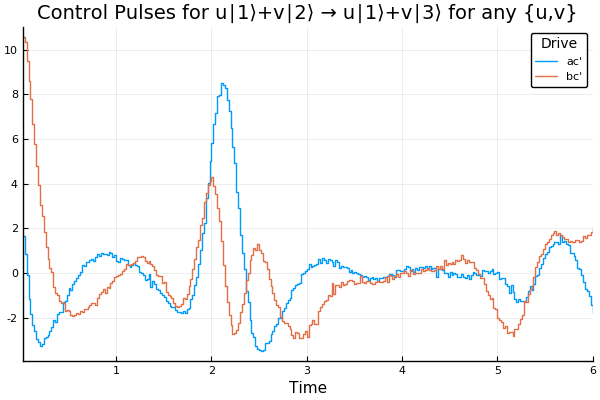 Control Pulses for u|1⟩+v|2⟩ → u|1⟩+v|3⟩ for any {u,v}
Drive
ac'
bc'
10
8
6
4
2
0
-2
1 2 3 4 5 6
Time